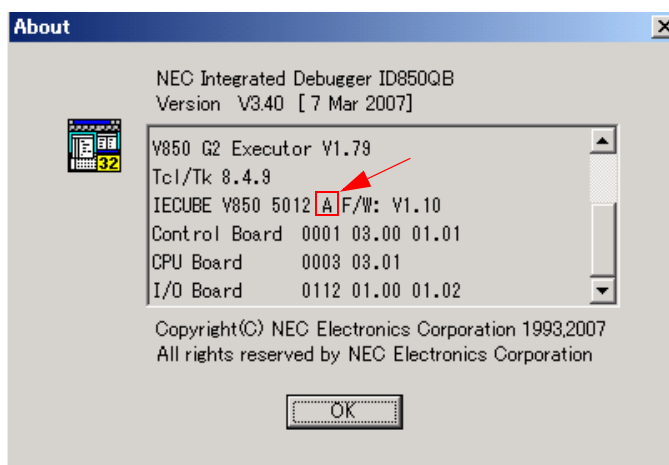 About
NEC Integrated Debugger ID850QB
Version V3.40 [ 7 Mar 2007]
32
V850 G2 Executor V1.79
Tcl/Tk 8.4.9
IECUBE V850 5012 A F/W: V1.10
Control Board 0001 03.00 01.01
CPU Board 0003 03.01
I/O Board 0112 01.00 01.02
Copyright(C) NEC Electronics Corporation 1993,2007
All rights reserved by NEC Electronics Corporation
OK